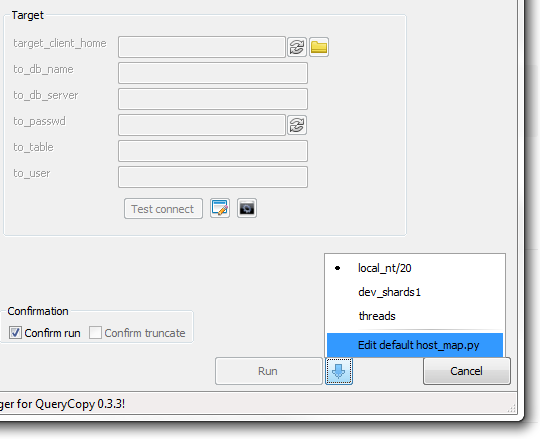 Target
target_client_home
to_db_name
to_db_server
to_passwd
to_table
to_user
Test connect
local_nt/20
dev_shards1
threads
Edit default host_map.py
Confirmation
Confirm run
Confirm truncate
Run
Cancel
ger for QueryCopy 0.3.3!